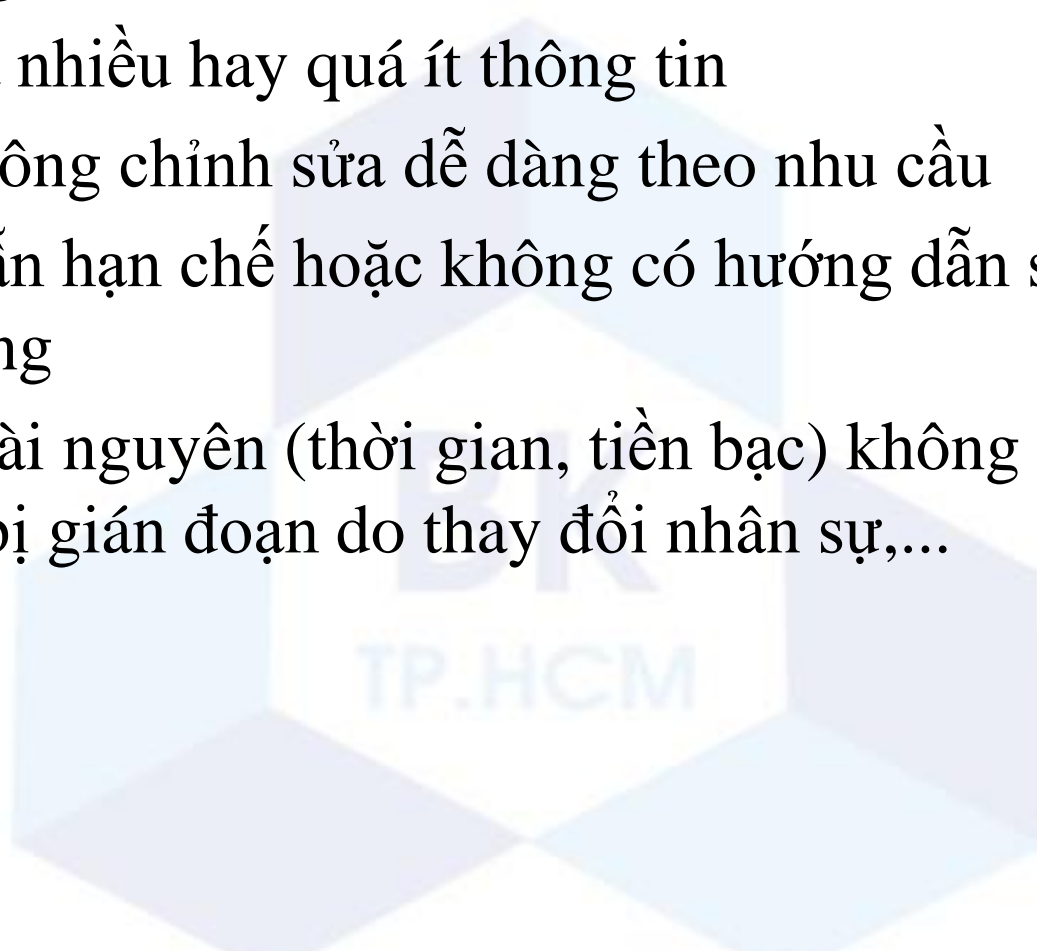 nhiều hay quá ít thông tin
ông chỉnh sửa dễ dàng theo nhu cầu
ẫn hạn chế hoặc không có hướng dẫn s
ng
ài nguyên (thời gian, tiền bạc) không
bị gián đoạn do thay đổi nhân sự,...
BK
TP.HCM